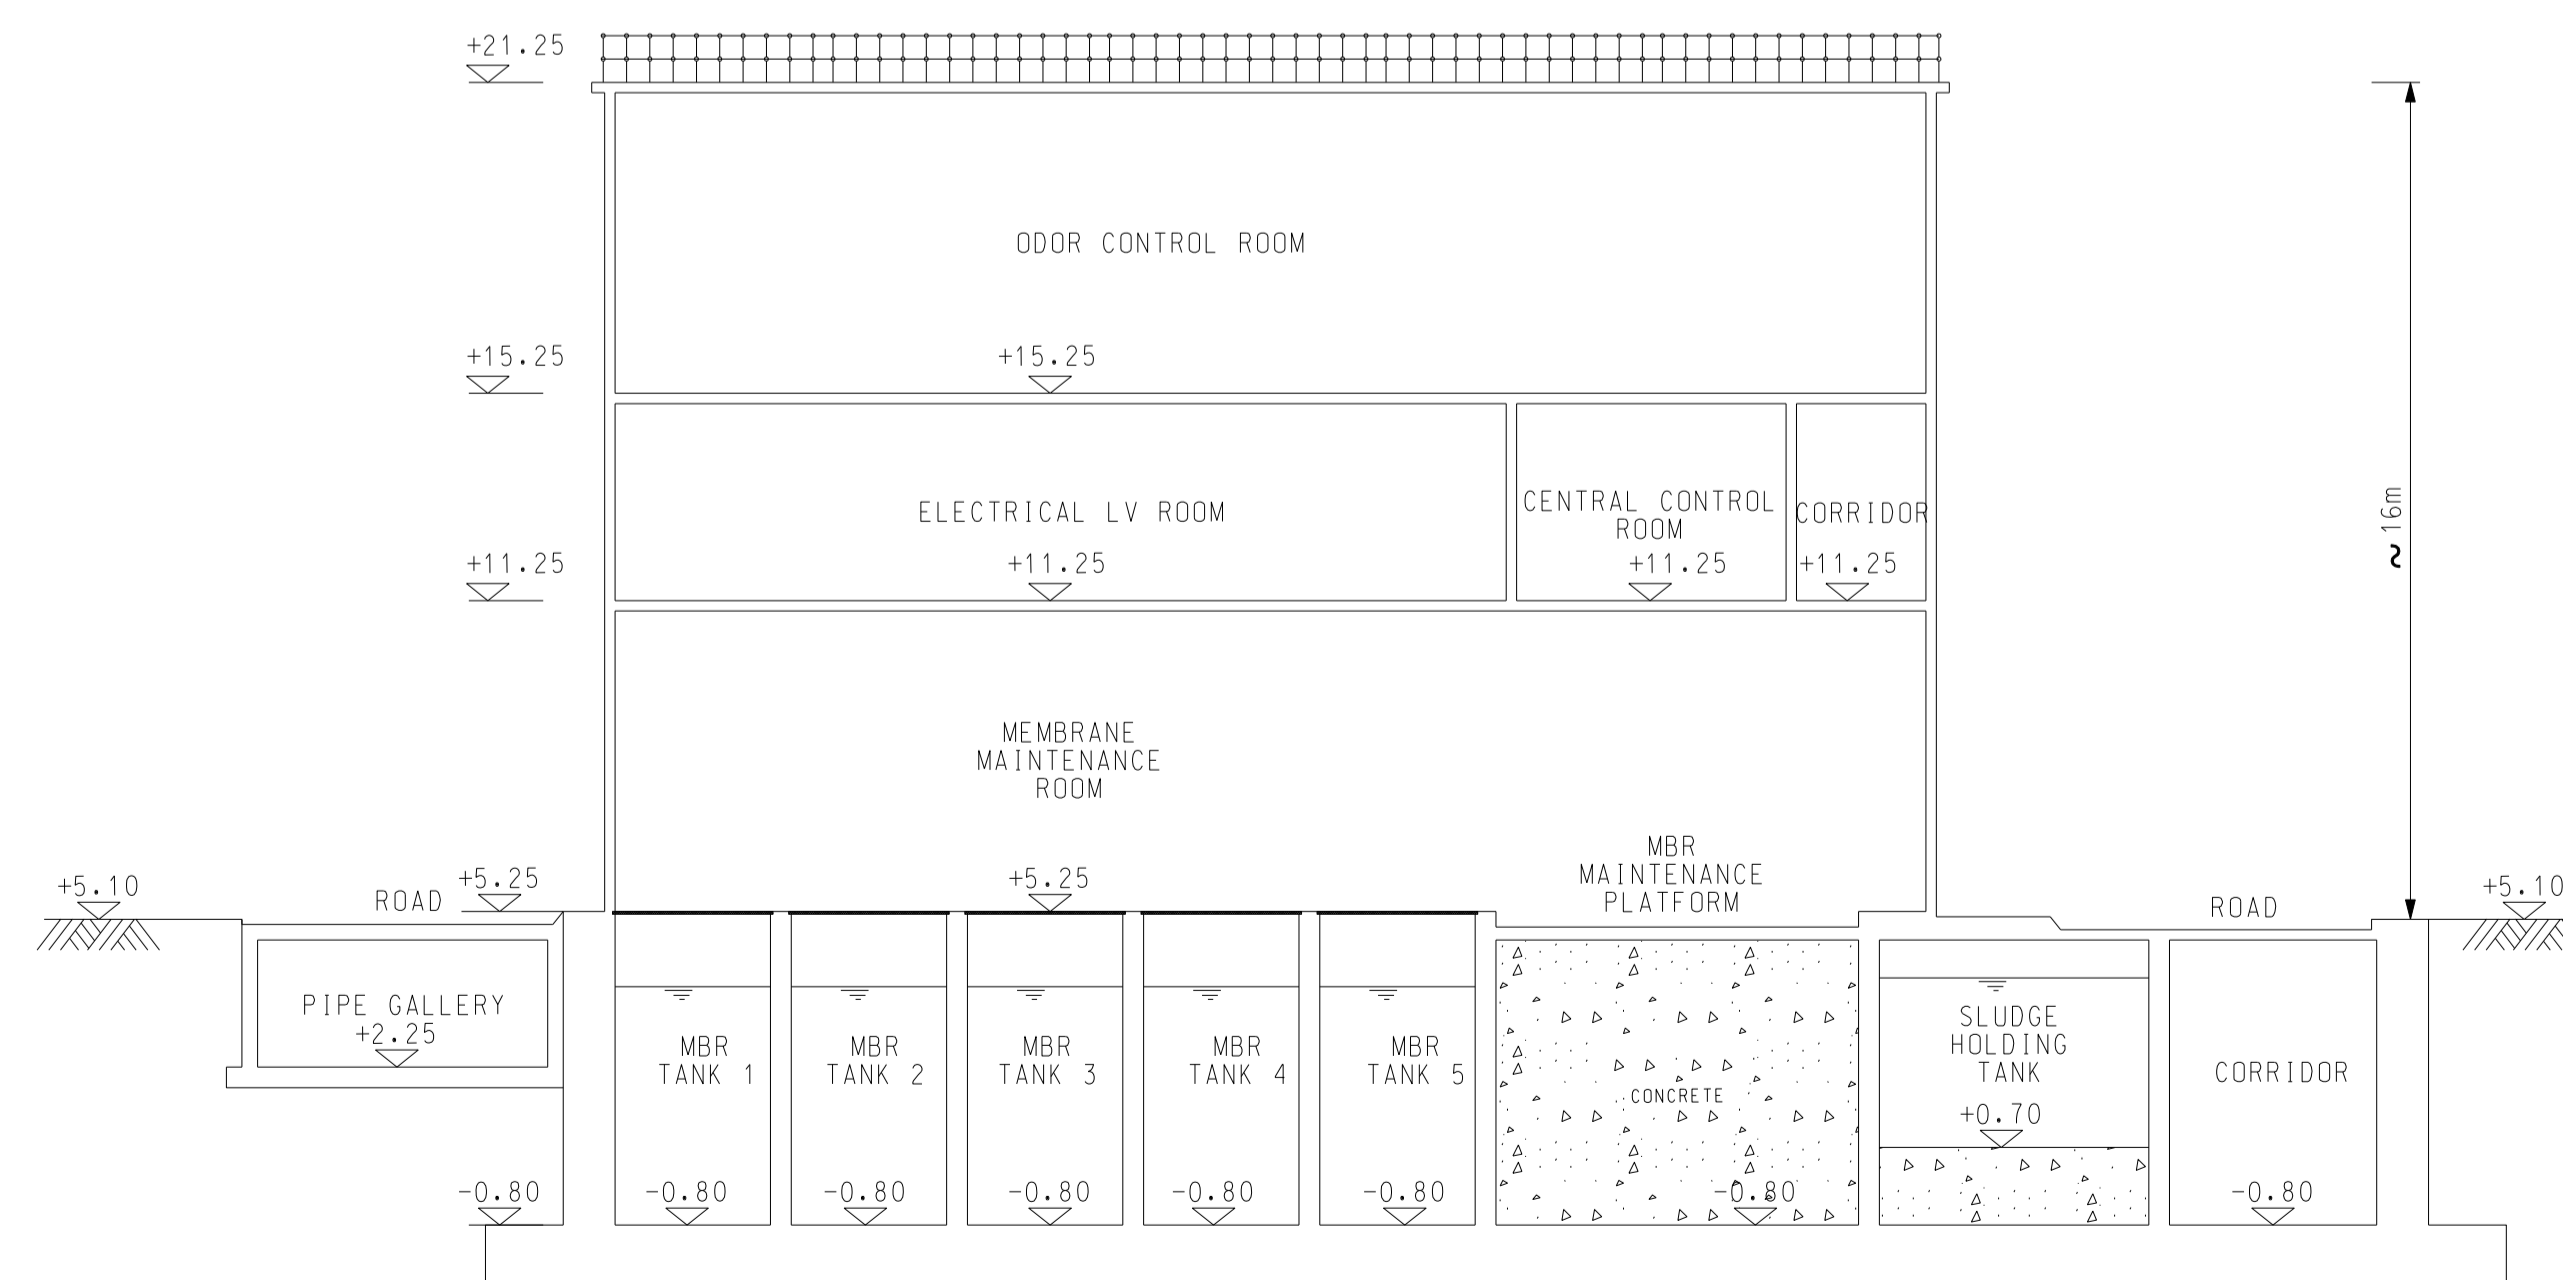 +21.25
ODOR CONTROL ROOM
+15.25
+15.25
ELECTRICAL LV ROOM
CENTRAL CONTROL
ROOM
CORRIDOR
~16m
+11.25
+11.25
+11.25
+11.25
MEMBRANE
MAINTENANCE
ROOM
MBR
MAINTENANCE
PLATFORM
+5.10
ROAD
+5.25
+5.25
ROAD
+5.10
PIPE GALLERY
+2.25
MBR
TANK 1
MBR
TANK 2
MBR
TANK 3
MBR
TANK 4
MBR
TANK 5
CONCRETE
SLUDGE
HOLDING
TANK
+0.70
CORRIDOR
-0.80
-0.80
-0.80
-0.80
-0.80
-0.80
-0.80
-0.80